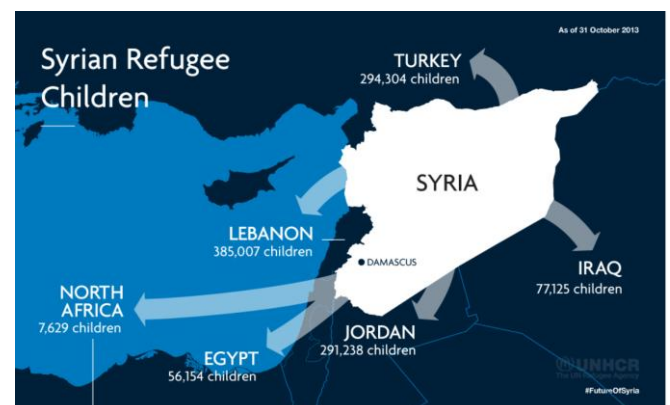 As of 31 October 2013
Syrian Refugee
Children
TURKEY
294,304 children
SYRIA
LEBANON
385,007 children
DAMASCUS
IRAQ
77,125 children
NORTH
AFRICA
7,629 children
JORDAN
291,238 children
EGYPT
56,154 children
UNHCR
The UN Refugee Agency
#FutureOfSyria